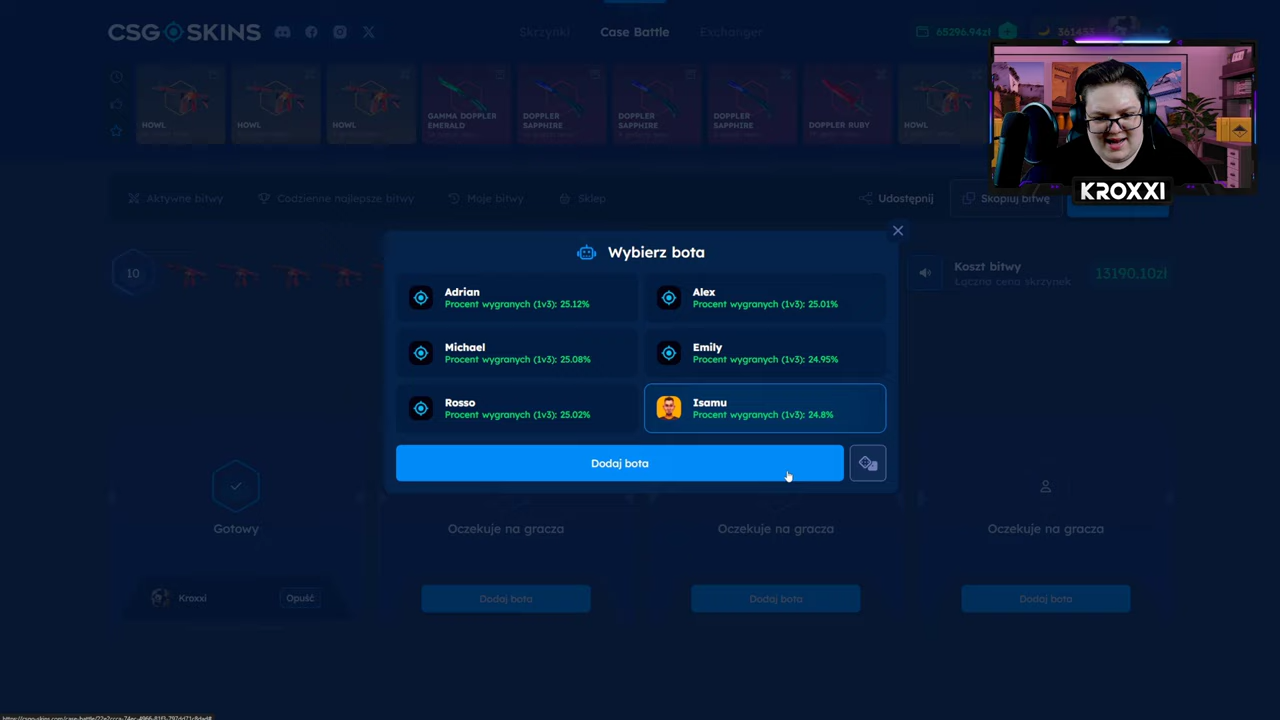 CSG SKINS
Skrzynki
Case Battle
Exchanger
65296.94zł
361453
HOWL
HOWL
HOWL
GAMMA DOPPLER
EMERALD
DOPPLER
SAPPHIRE
DOPPLER
SAPPHIRE
DOPPLER
SAPPHIRE
DOPPLER RUBY
HOWL
KROXXI
Aktywne bitwy
Codzienne najlepsze bitwy
Moje bitwy
Sklep
Udostępnij
Skopiuj bitwę
10
Koszt bitwy
Łączna cena skrzynek
13190.10zł
Wybierz bota
Adrian
Procent wygranych (1v3): 25.12%
Alex
Procent wygranych (1v3): 25.01%
Michael
Procent wygranych (1v3): 25.08%
Emily
Procent wygranych (1v3): 24.95%
Rosso
Procent wygranych (1v3): 25.02%
Isamu
Procent wygranych (1v3): 24.8%
Dodaj bota
Gotowy
Oczekuje na gracza
Oczekuje na gracza
Oczekuje na gracza
Kroxxi
Opuść
Dodaj bota
Dodaj bota
Dodaj bota